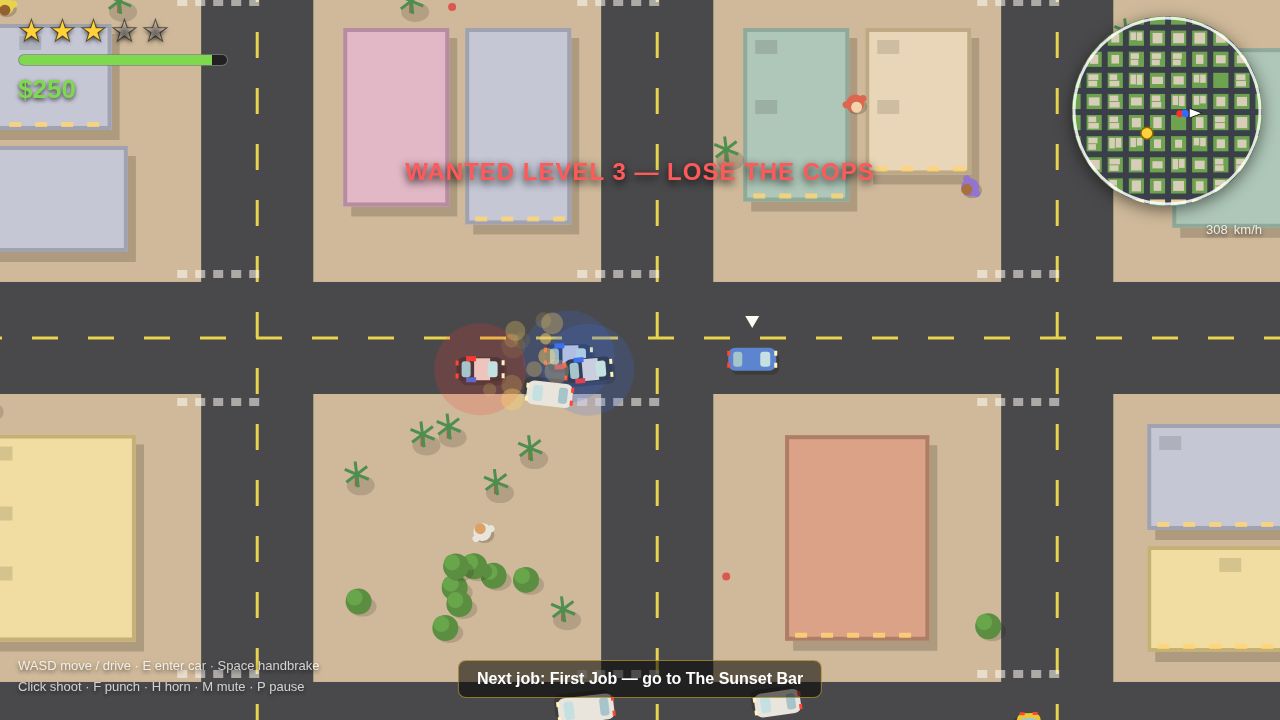 $250
WANTED LEVEL 3 — LOSE THE COPS
308 km/h
WASD move / drive · E enter car · Space handbrake
Click shoot · F punch · H horn · M mute · P pause
Next job: First Job — go to The Sunset Bar